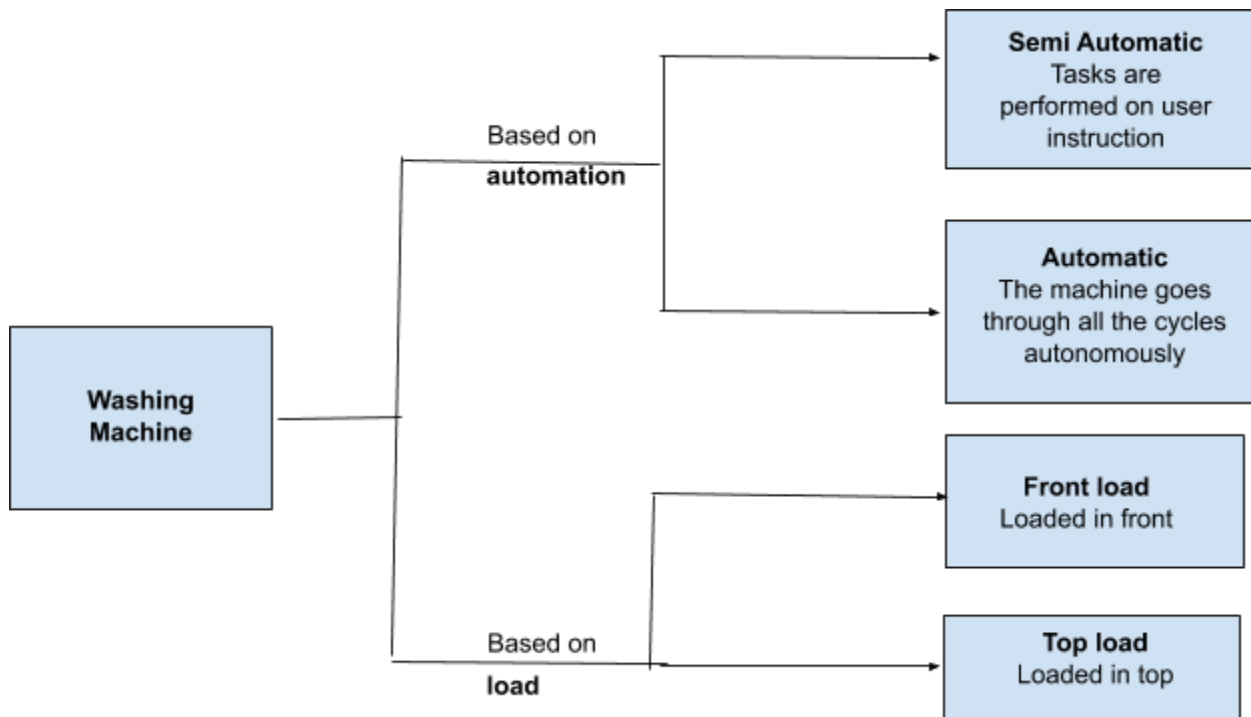 Semi Automatic
Tasks are
performed on user
instruction
Based on
automation
Automatic
The machine goes
through all the cycles
autonomously
Washing
Machine
Front load
Loaded in front
Based on
load
Top load
Loaded in top